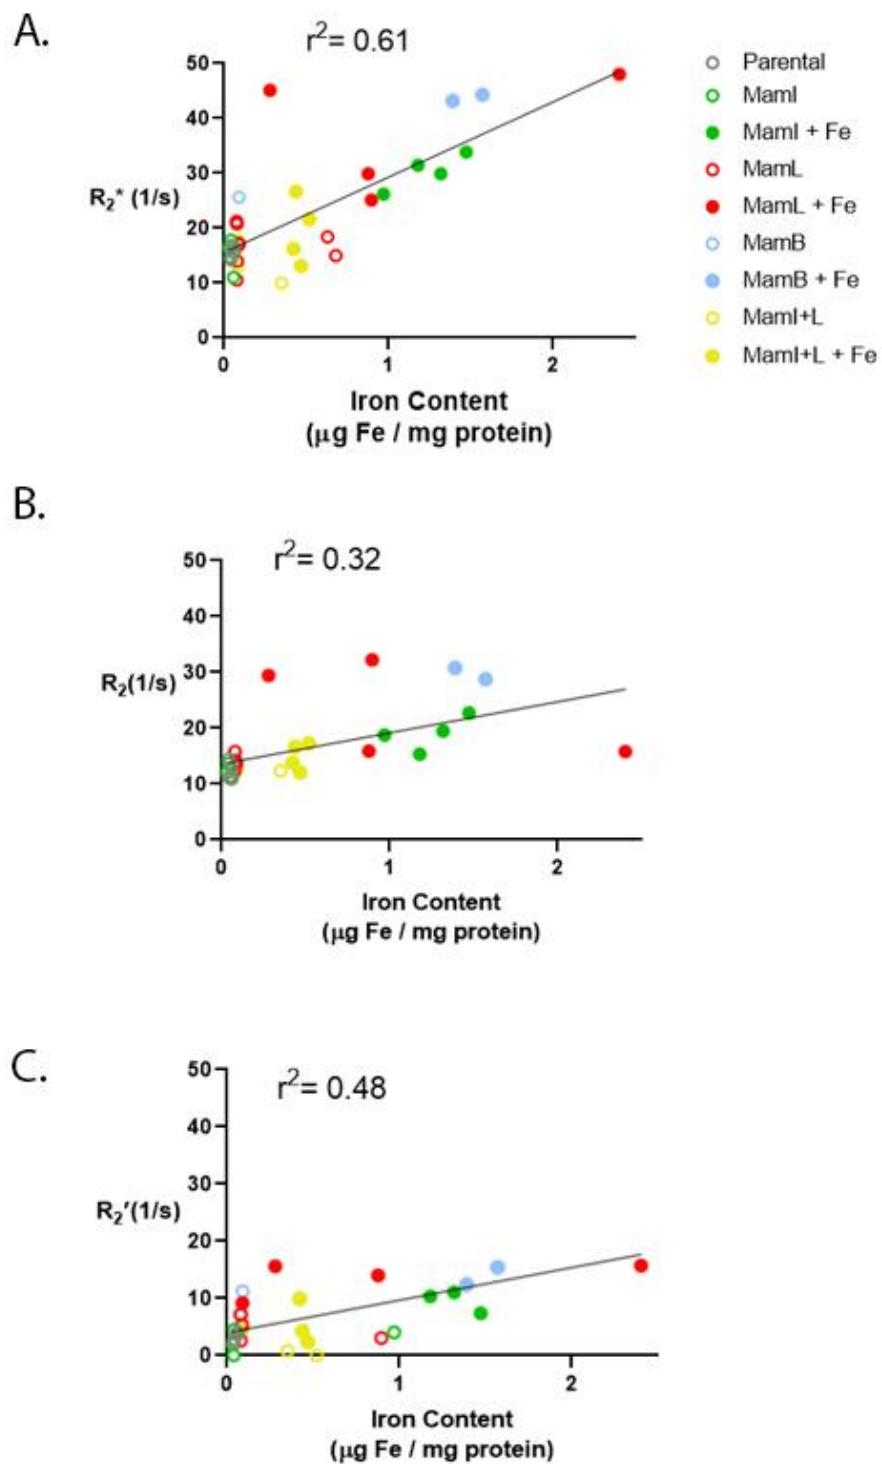 A.
r²= 0.61
50
40
30
20
10
0
R₂* (1/s)
0 1 2
Iron Content
(µg Fe / mg protein)
Parental
MamI
MamI + Fe
MamL
MamL + Fe
MamB
MamB + Fe
MamI+L
MamI+L + Fe
B.
r²= 0.32
50
40
30
20
10
0
R₂(1/s)
0 1 2
Iron Content
(µg Fe / mg protein)
C.
r²= 0.48
50
40
30
20
10
0
R₂′(1/s)
0 1 2
Iron Content
(µg Fe / mg protein)